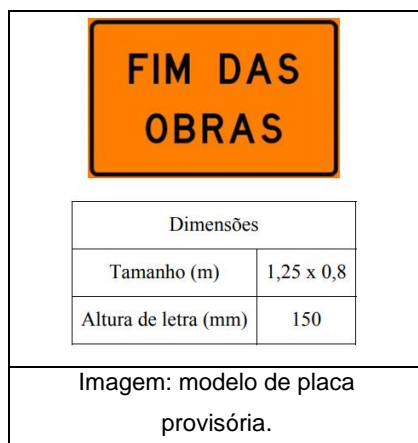 FIM DAS
OBRAS
Dimensões
Tamanho (m) 1,25 x 0,8
Altura de letra (mm) 150
Imagem: modelo de placa
provisória.